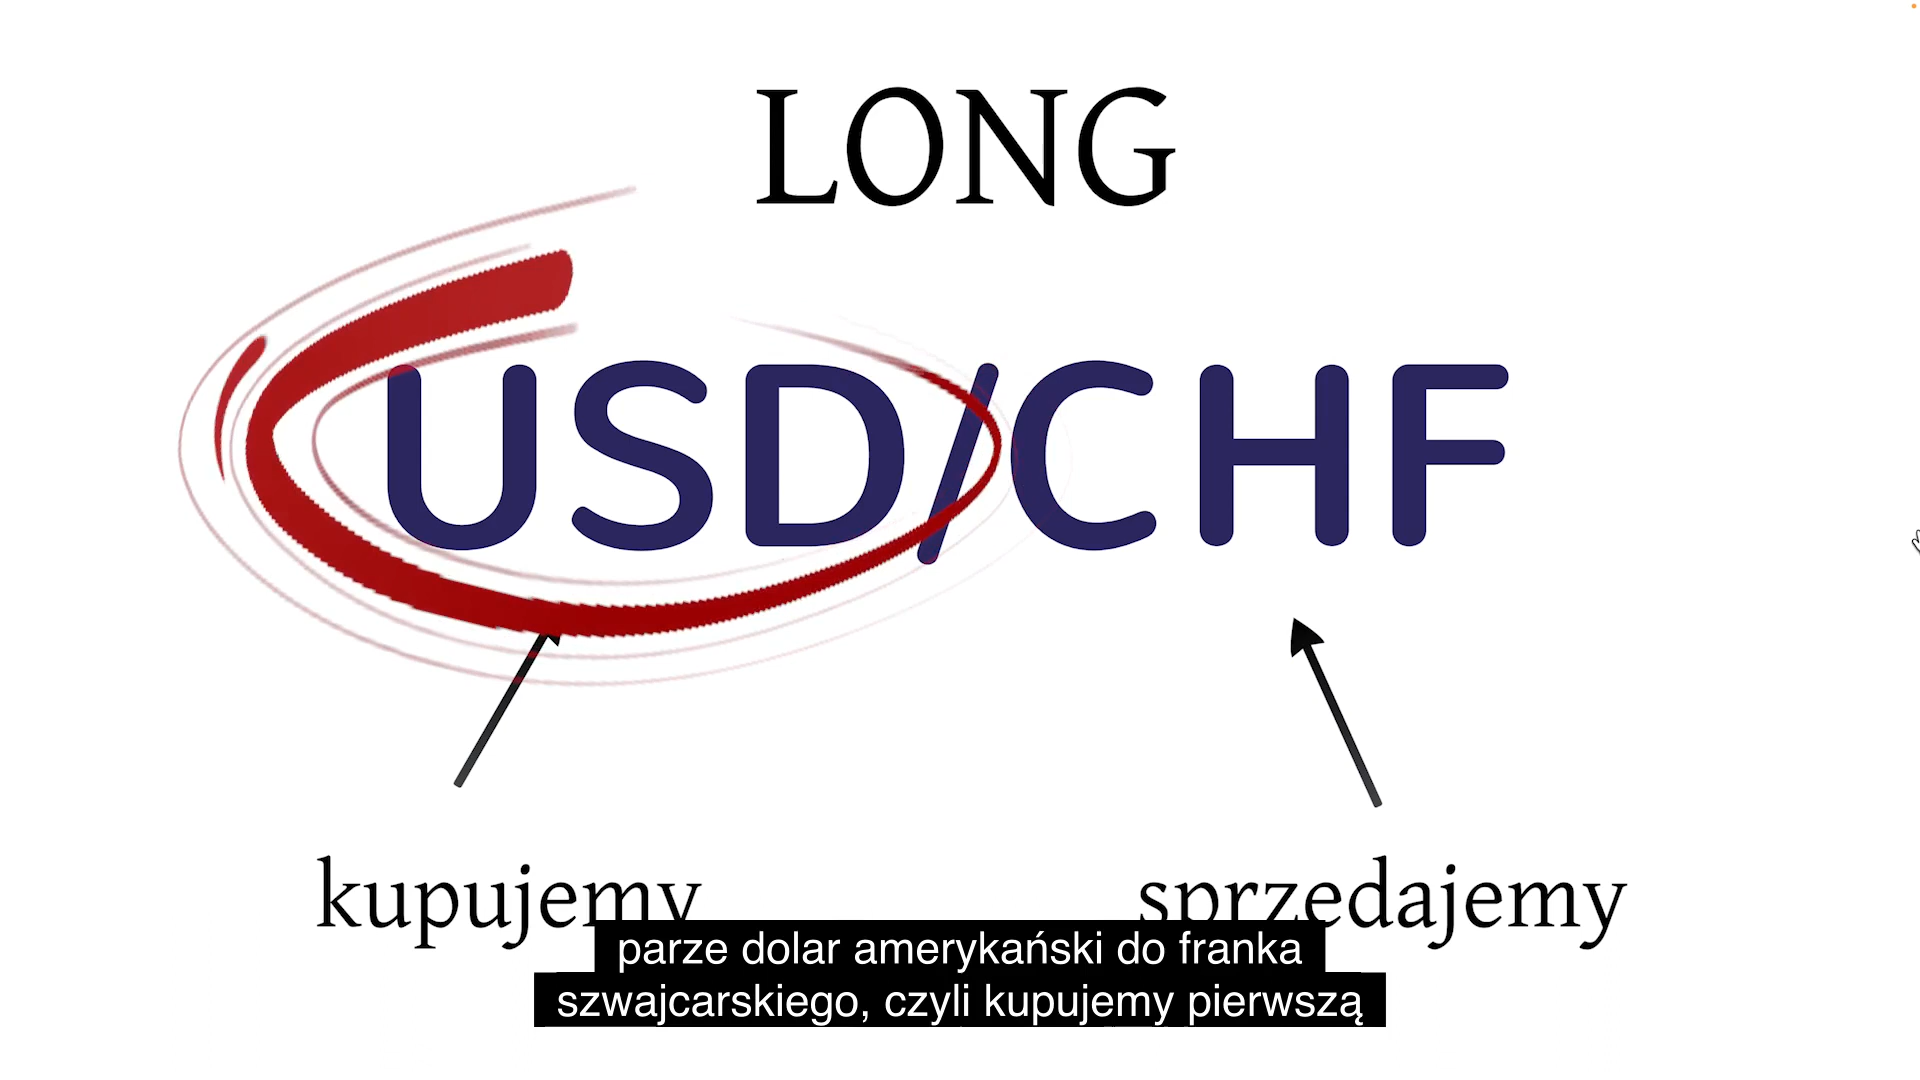 LONG
USD/CHF
kupujemy
sprzedajemy
parze dolar amerykański do franka
szwajcarskiego, czyli kupujemy pierwszą